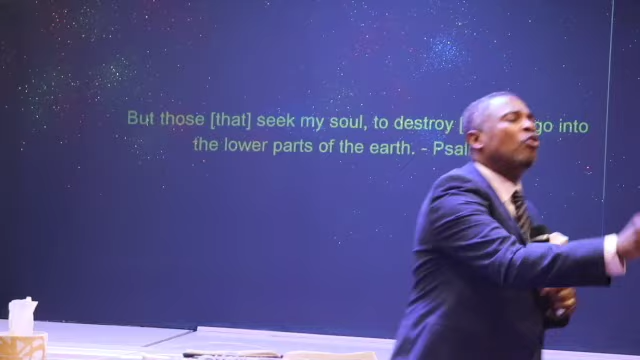 But those [that] seek my soul, to destroy [ go into
the lower parts of the earth. - Psal